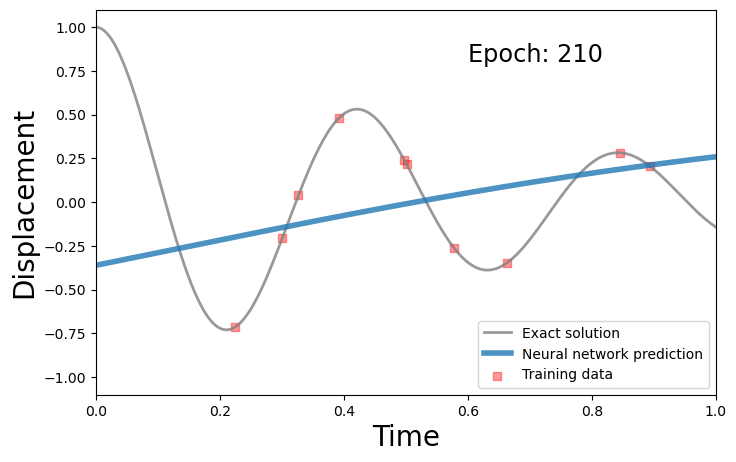 Epoch: 210
1.00
0.75
0.50
0.25
0.00
−0.25
−0.50
−0.75
−1.00
Displacement
Exact solution
Neural network prediction
Training data
0.0 0.2 0.4 0.6 0.8 1.0
Time